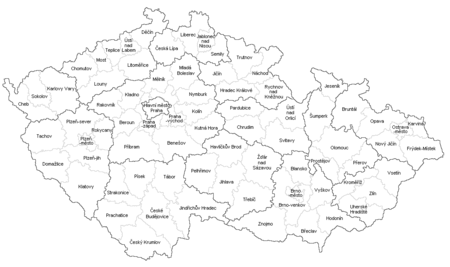 Děčín
Liberec
Jablonec
nad
Nisou
Ústí
nad
Labem
Teplice
Česká Lípa
Semily
Trutnov
Most
Litoměřice
Chomutov
Mladá
Boleslav
Jičín
Náchod
Jeseník
Louny
Mělník
Karlovy Vary
Sokolov
Cheb
Kladno
Nymburk
Hradec Králové
Rychnov
nad
Kněžnou
Rakovník
Hlavní město
Praha
Praha
východ
Praha
západ
Kolín
Pardubice
Ústí
nad
Orlicí
Šumperk
Bruntál
Opava
Karviná
Ostrava
město
Plzeň-sever
Rokycany
Beroun
Kutná Hora
Chrudim
Tachov
Plzeň
město
Nový Jičín
Frýdek-Místek
Příbram
Benešov
Havlíčkův Brod
Svitavy
Olomouc
Domažlice
Plzeň-jih
Žďár
nad
Sázavou
Prostějov
Přerov
Vsetín
Pelhřimov
Blansko
Písek
Tábor
Jihlava
Kroměříž
Klatovy
Strakonice
Brno
město
Vyškov
Zlín
Třebíč
Brno-venkov
Uherské
Hradiště
Prachatice
České
Budějovice
Jindřichův Hradec
Hodonín
Znojmo
Břeclav
Český Krumlov